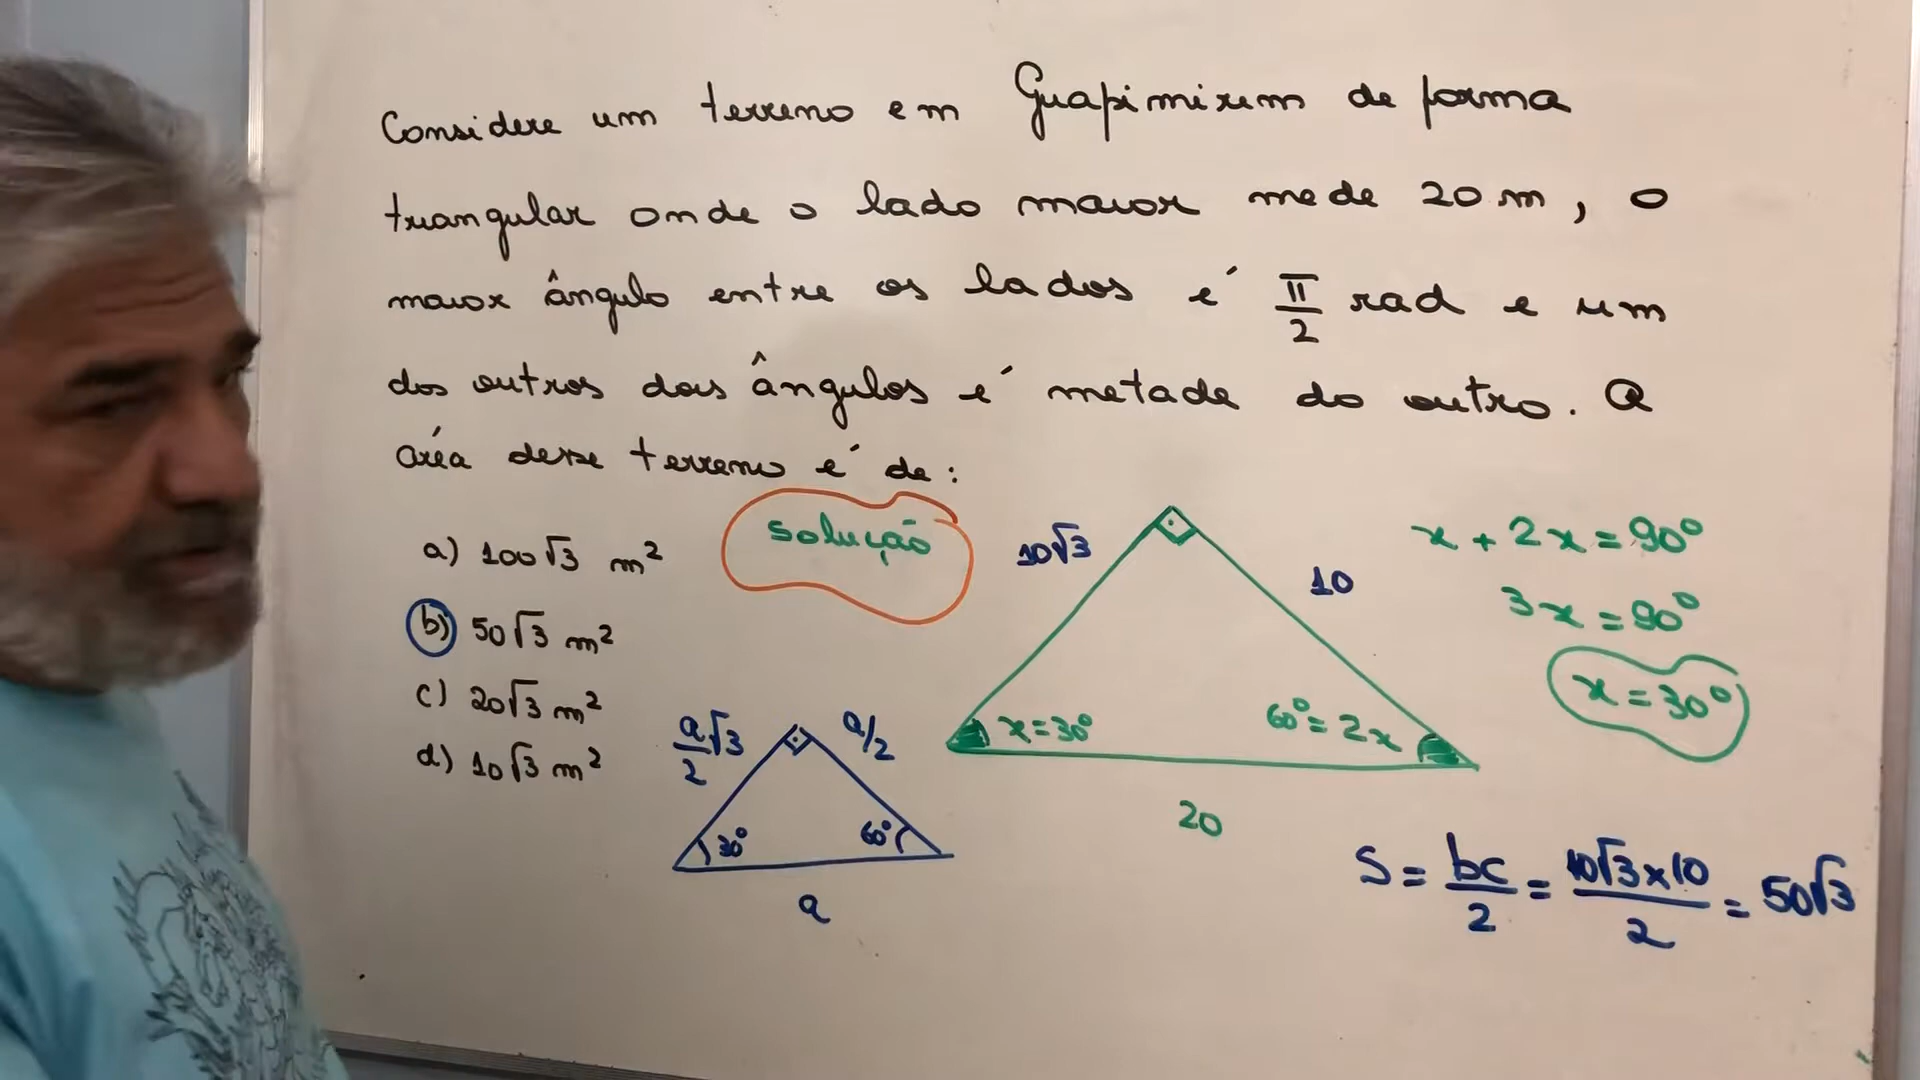 Considere um terreno em Guapimirim de forma
triangular onde o lado maior mede 20 m, o
maior ângulo entre os lados é π/2 rad e um
dos outros dois ângulos é metade do outro. A
área desse terreno é de:
a) 100√3 m²
b) 50√3 m²
c) 20√3 m²
d) 10√3 m²
Solução
10√3
10
x = 30°
60° = 2x
20
x + 2x = 90°
3x = 90°
x = 30°
a/2 √3
a/2
30°
60°
a
S = bc/2 = 10√3 x 10/2 = 50√3